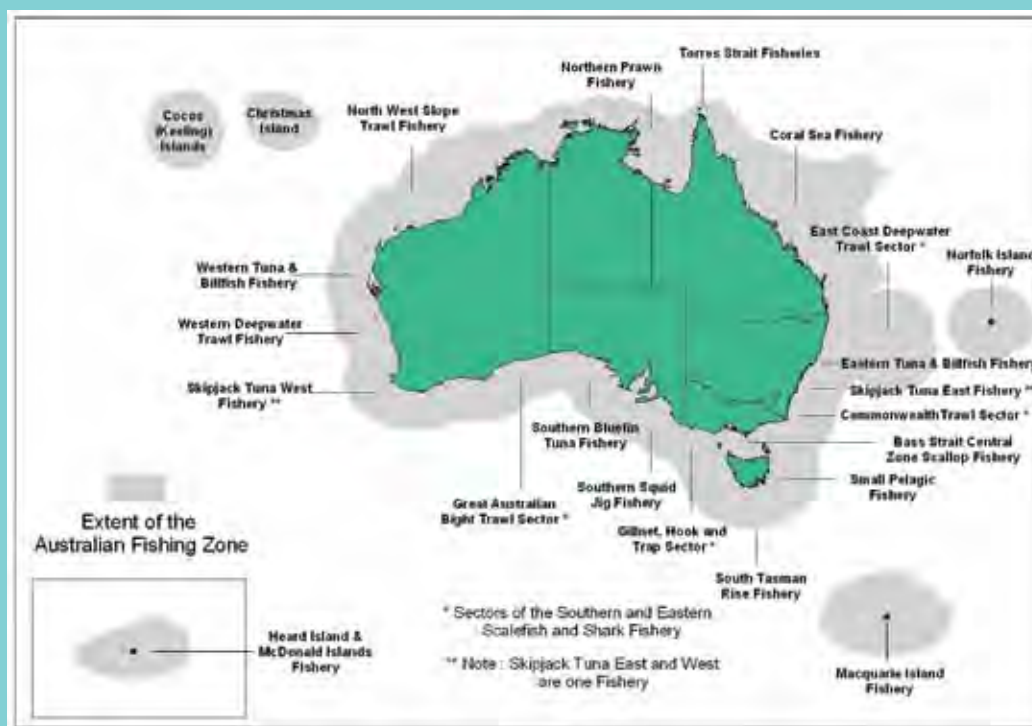 Torres Strait Fisheries
Northern Prawn
Fishery
North West Slope
Trawl Fishery
Cocos
(Keeling)
Islands
Christmas
Island
Coral Sea Fishery
East Coast Deepwater
Trawl Sector *
Norfolk Island
Fishery
Western Tuna &
Billfish Fishery
Western Deepwater
Trawl Fishery
Skipjack Tuna West
Fishery **
Eastern Tuna & Billfish Fishery
Skipjack Tuna East Fishery **
Commonwealth Trawl Sector *
Bass Strait Central
Zone Scallop Fishery
Small Pelagic
Fishery
Southern Bluefin
Tuna Fishery
Southern Squid
Jig Fishery
Great Australian
Bight Trawl Sector *
Gillnet, Hook and
Trap Sector *
South Tasman
Rise Fishery
Extent of the
Australian Fishing Zone
Heard Island &
McDonald Islands
Fishery
* Sectors of the Southern and Eastern
Scalefish and Shark Fishery
** Note : Skipjack Tuna East and West
are one Fishery
Macquarie Island
Fishery